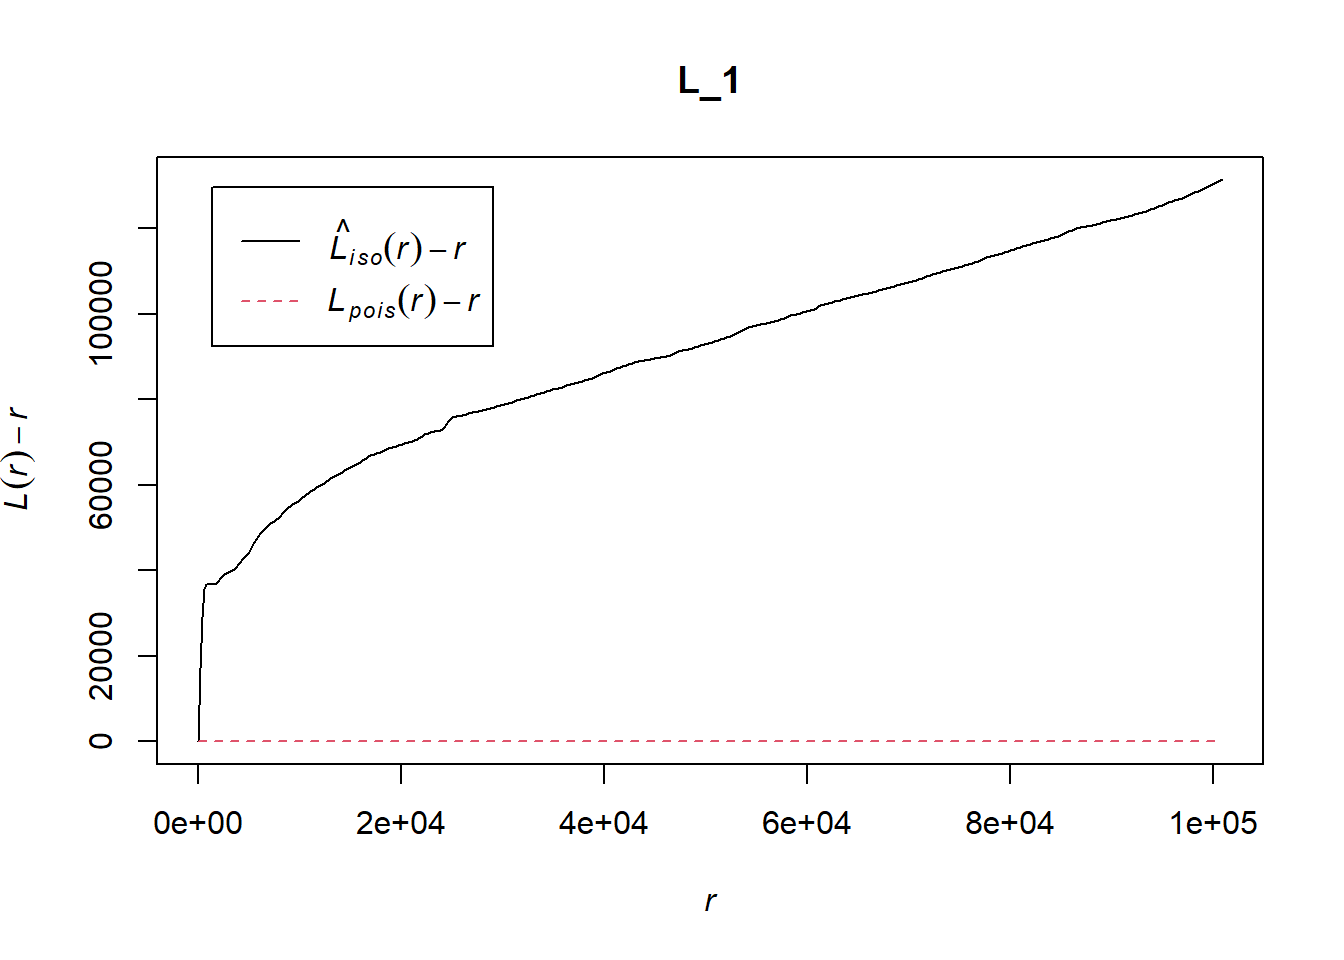 L_1
L̂iso(r) − r
Lpois(r) − r
L(r) − r
100000
60000
20000
0
0e+00 2e+04 4e+04 6e+04 8e+04 1e+05
r